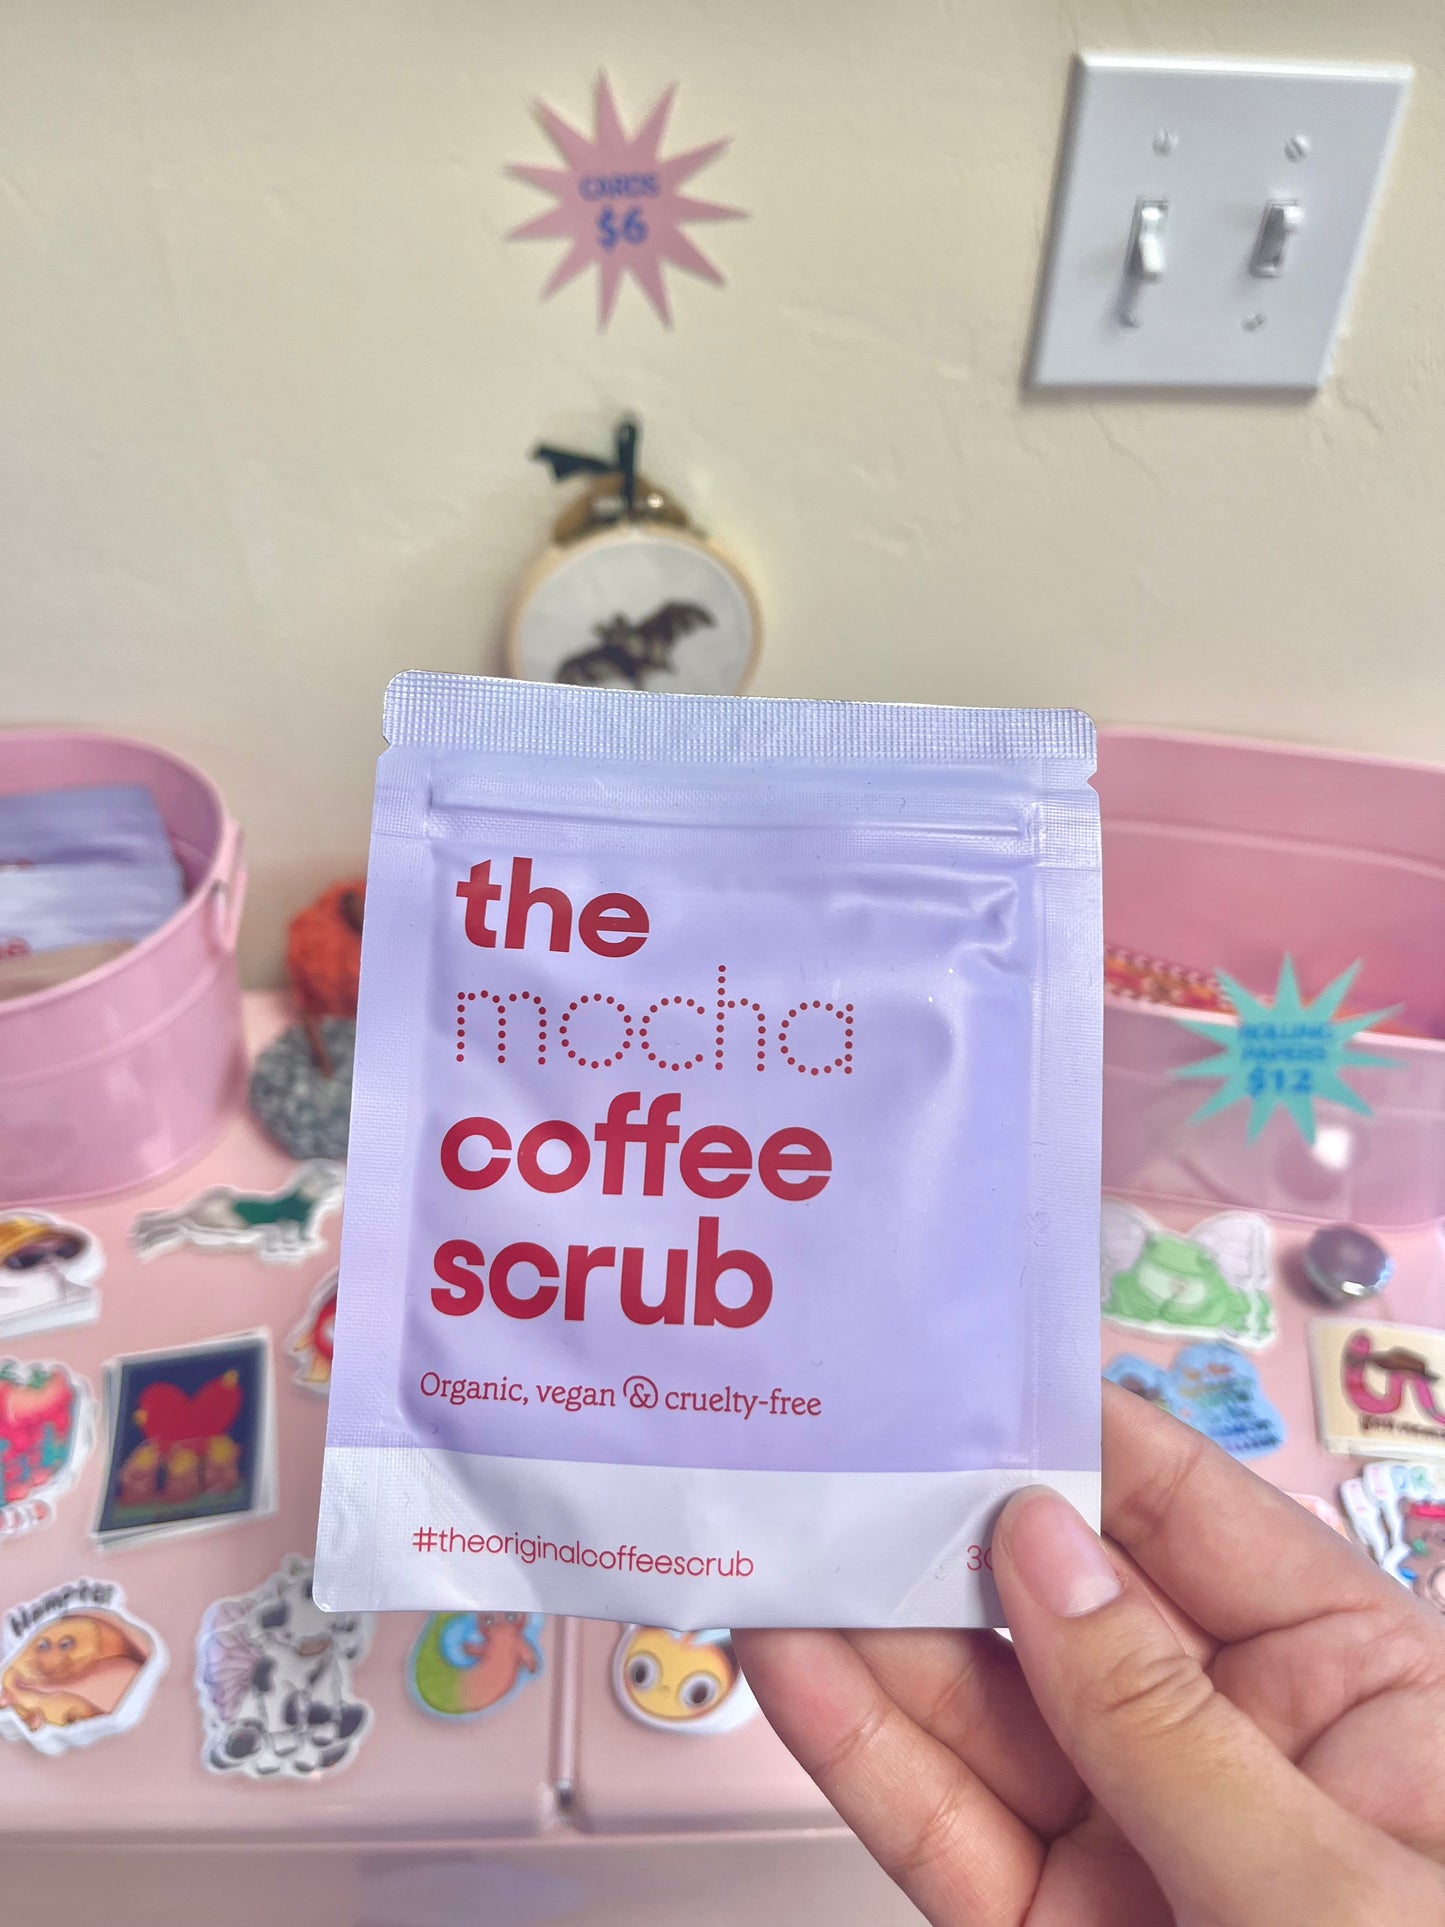 CARDS
$6
the
mocha
coffee
scrub
Organic, vegan & cruelty-free
#theoriginalcoffeescrub
ROLLING
PAPERS
$12